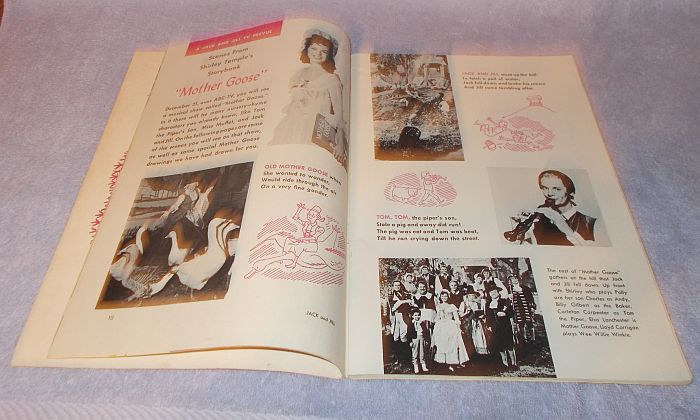 A JACK AND JILL TV PREVUE
Scenes From
Shirley Temple's
Storybook
"Mother Goose"
December 21, over ABC-TV, you will see
a musical show called "Mother Goose."
In it there will be many nursery-rhyme
characters you already know, like Tom
the Piper's Son, Miss Muffet, and Jack
and Jill. On the following pages are some
of the scenes you will see on that show,
as well as some special Mother Goose
drawings we have had drawn for you.
OLD MOTHER GOOSE when
She wanted to wander,
Would ride through the air
On a very fine gander.
10
JACK and JILL
JACK AND JILL went up the hill
To fetch a pail of water,
Jack fell down and broke his crown
And Jill came tumbling after.
TOM, TOM, the piper's son,
Stole a pig and away did run!
The pig was eat and Tom was beat,
Till he ran crying down the street.
The cast of "Mother Goose"
gathers on the hill that Jack
and Jill fell down. Up front
with Shirley who plays Polly
are her son Charles as Andy,
Billy Gilbert as the Baker,
Carleton Carpenter as Tom
the Piper, Elsa Lanchester is
Mother Goose, Lloyd Corrigan
plays Wee Willie Winkie.